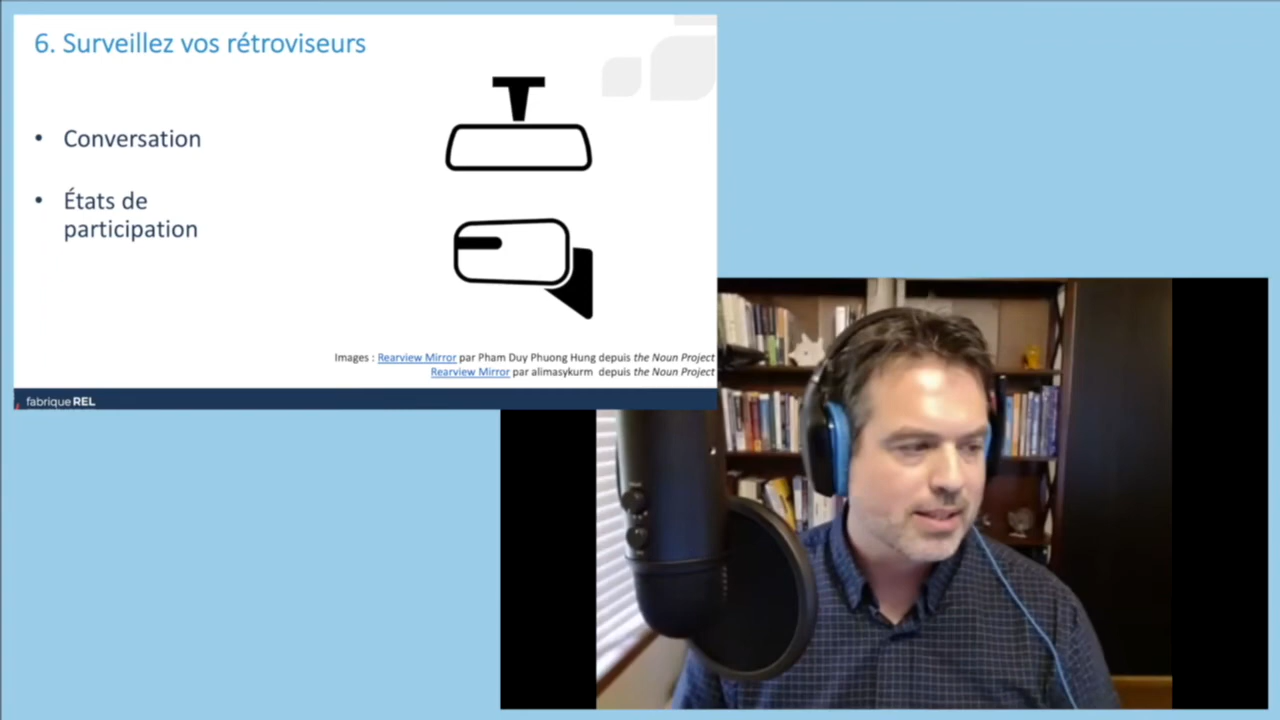 6. Surveillez vos rétroviseurs
• Conversation
• États de
participation
Images : Rearview Mirror par Pham Duy Phuong Hung depuis the Noun Project
Rearview Mirror par alimasykurm depuis the Noun Project
fabrique REL